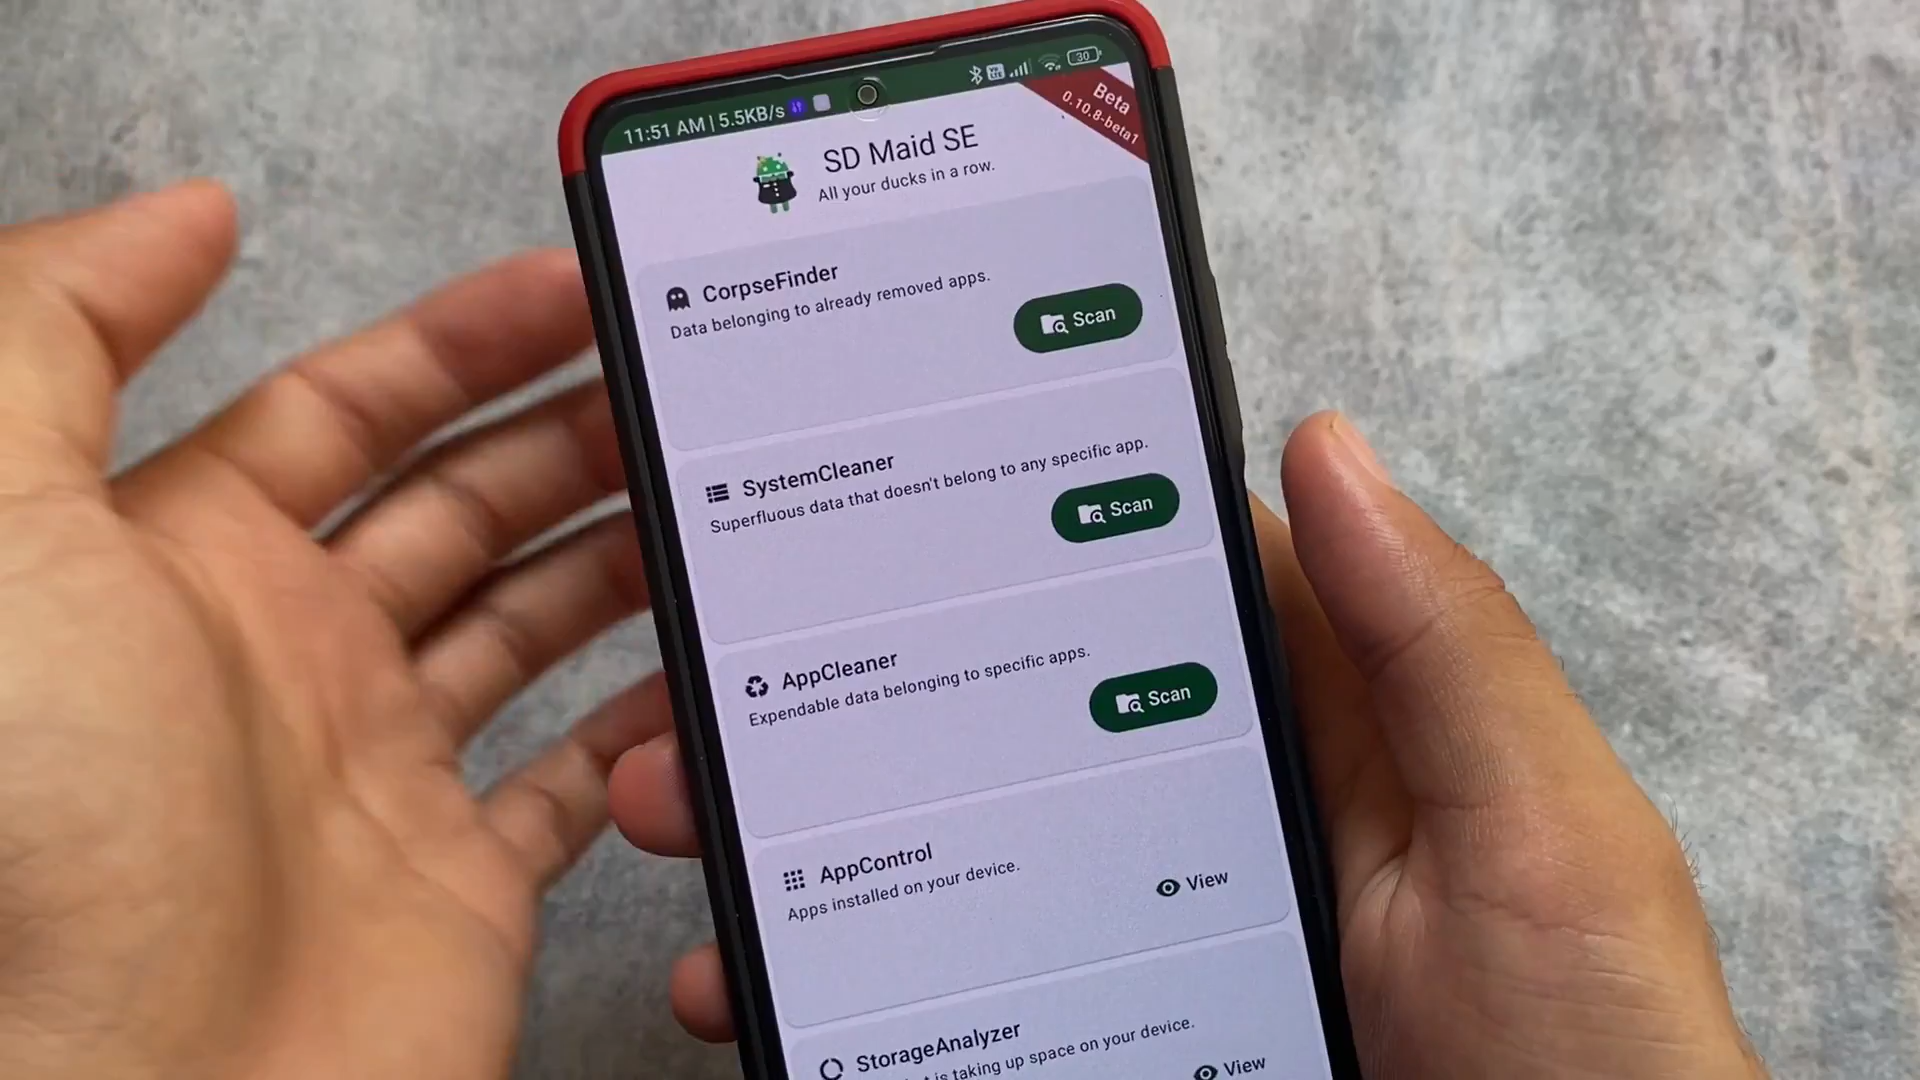 11:51 AM | 5.5KB/s
30
Beta
0.10.8-beta1
SD Maid SE
All your ducks in a row.
CorpseFinder
Data belonging to already removed apps.
Scan
SystemCleaner
Superfluous data that doesn't belong to any specific app.
Scan
AppCleaner
Expendable data belonging to specific apps.
Scan
AppControl
Apps installed on your device.
View
StorageAnalyzer
is taking up space on your device.
View